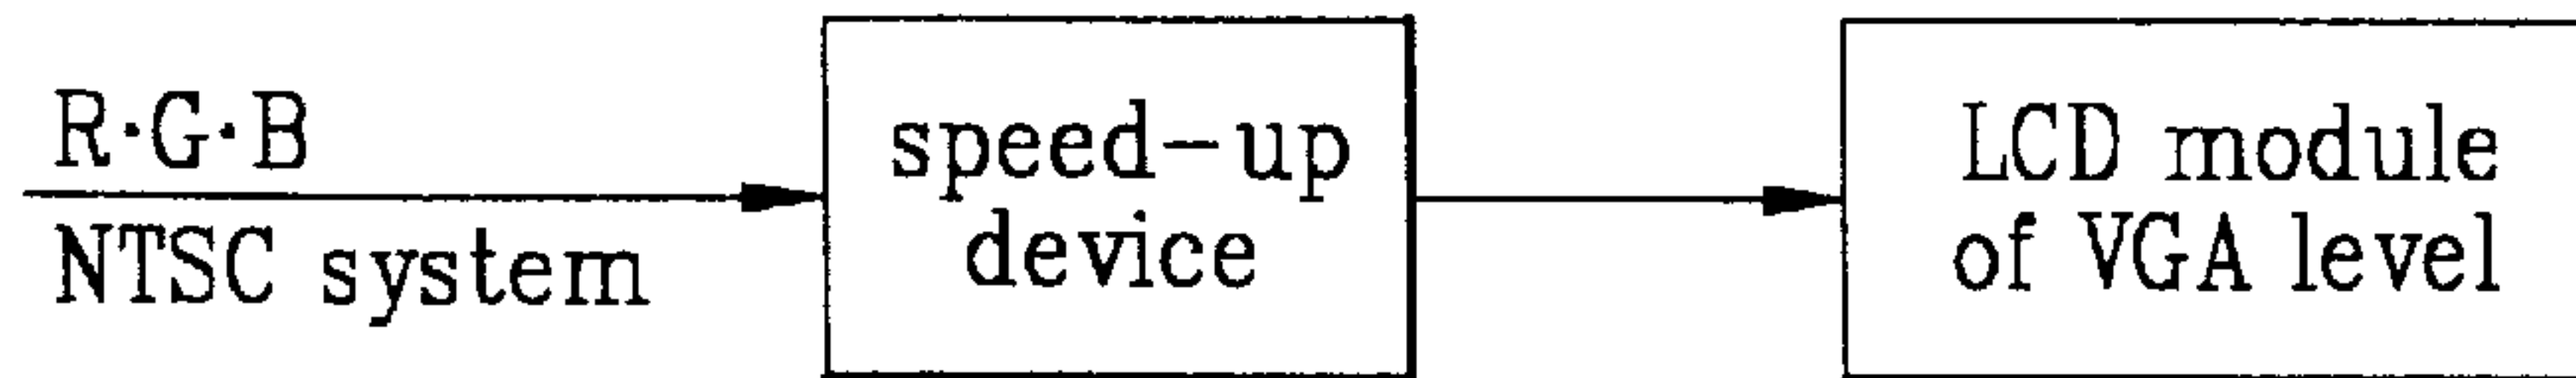 R·G·B
NTSC system
speed-up
device
LCD module
of VGA level